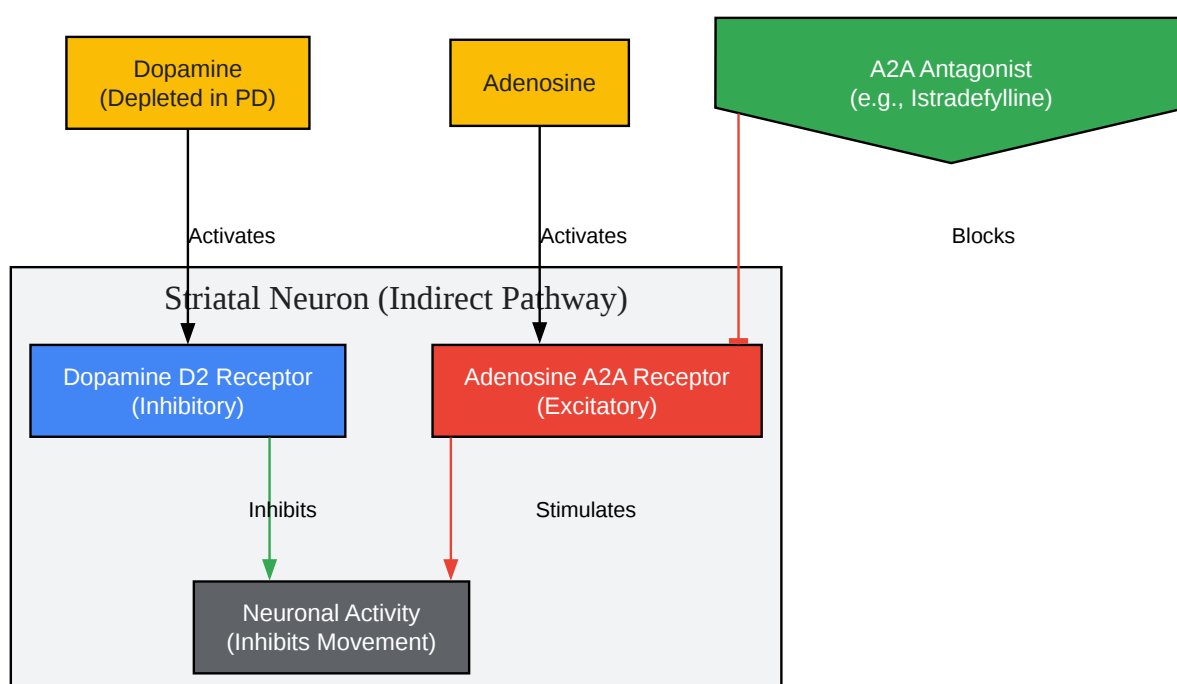 Dopamine
(Depleted in PD)
Adenosine
A2A Antagonist
(e.g., Istradefylline)
Activates
Activates
Blocks
Striatal Neuron (Indirect Pathway)
Dopamine D2 Receptor
(Inhibitory)
Adenosine A2A Receptor
(Excitatory)
Inhibits
Stimulates
Neuronal Activity
(Inhibits Movement)